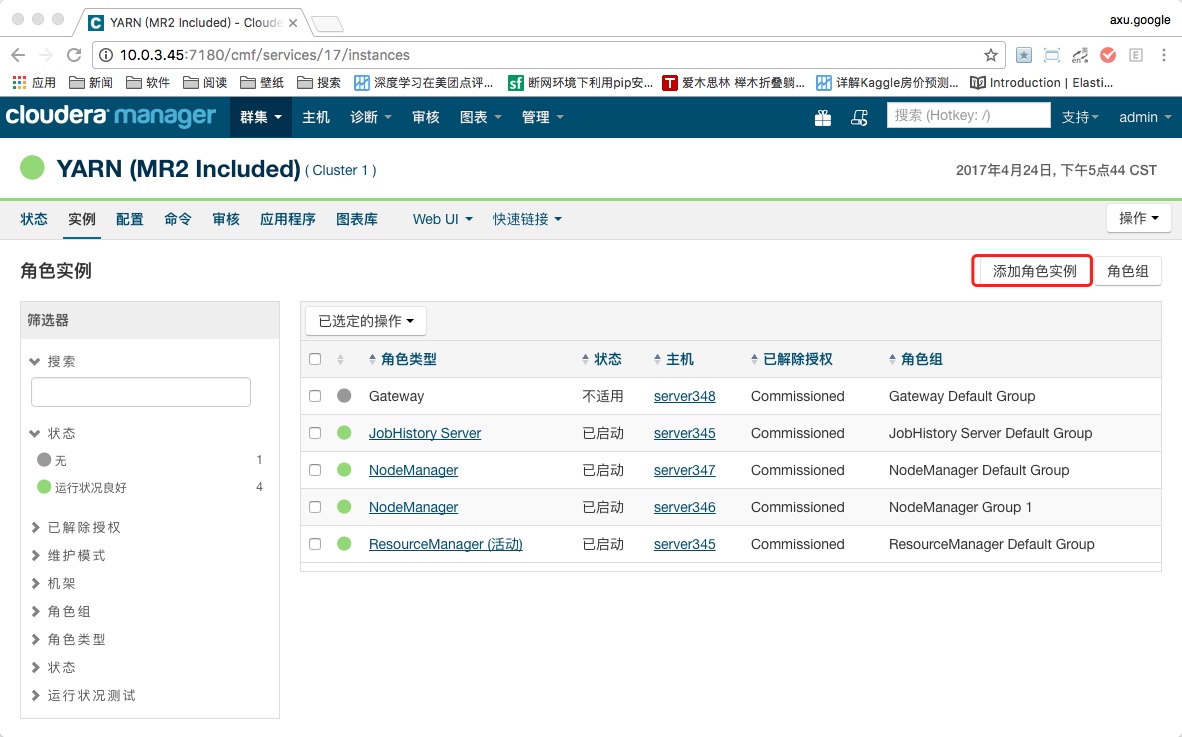 YARN (MR2 Included) - Cloude
axu.google
10.0.3.45:7180/cmf/services/17/instances
应用 新闻 软件 阅读 壁纸 搜索 深度学习在美团点评... 断网环境下利用pip安... 爱木思林 榉木折叠躺... 详解Kaggle房价预测... Introduction | Elasti...
cloudera manager 群集 主机 诊断 审核 图表 管理 搜索 (Hotkey: /) 支持 admin
YARN (MR2 Included) ( Cluster 1 ) 2017年4月24日, 下午5点44 CST
状态 实例 配置 命令 审核 应用程序 图表库 Web UI 快速链接 操作
角色实例 添加角色实例 角色组
筛选器
搜索
状态
无 1
运行状况良好 4
已解除授权
维护模式
机架
角色组
角色类型
状态
运行状况测试
已选定的操作
角色类型 状态 主机 已解除授权 角色组
Gateway 不适用 server348 Commissioned Gateway Default Group
JobHistory Server 已启动 server345 Commissioned JobHistory Server Default Group
NodeManager 已启动 server347 Commissioned NodeManager Default Group
NodeManager 已启动 server346 Commissioned NodeManager Group 1
ResourceManager (活动) 已启动 server345 Commissioned ResourceManager Default Group